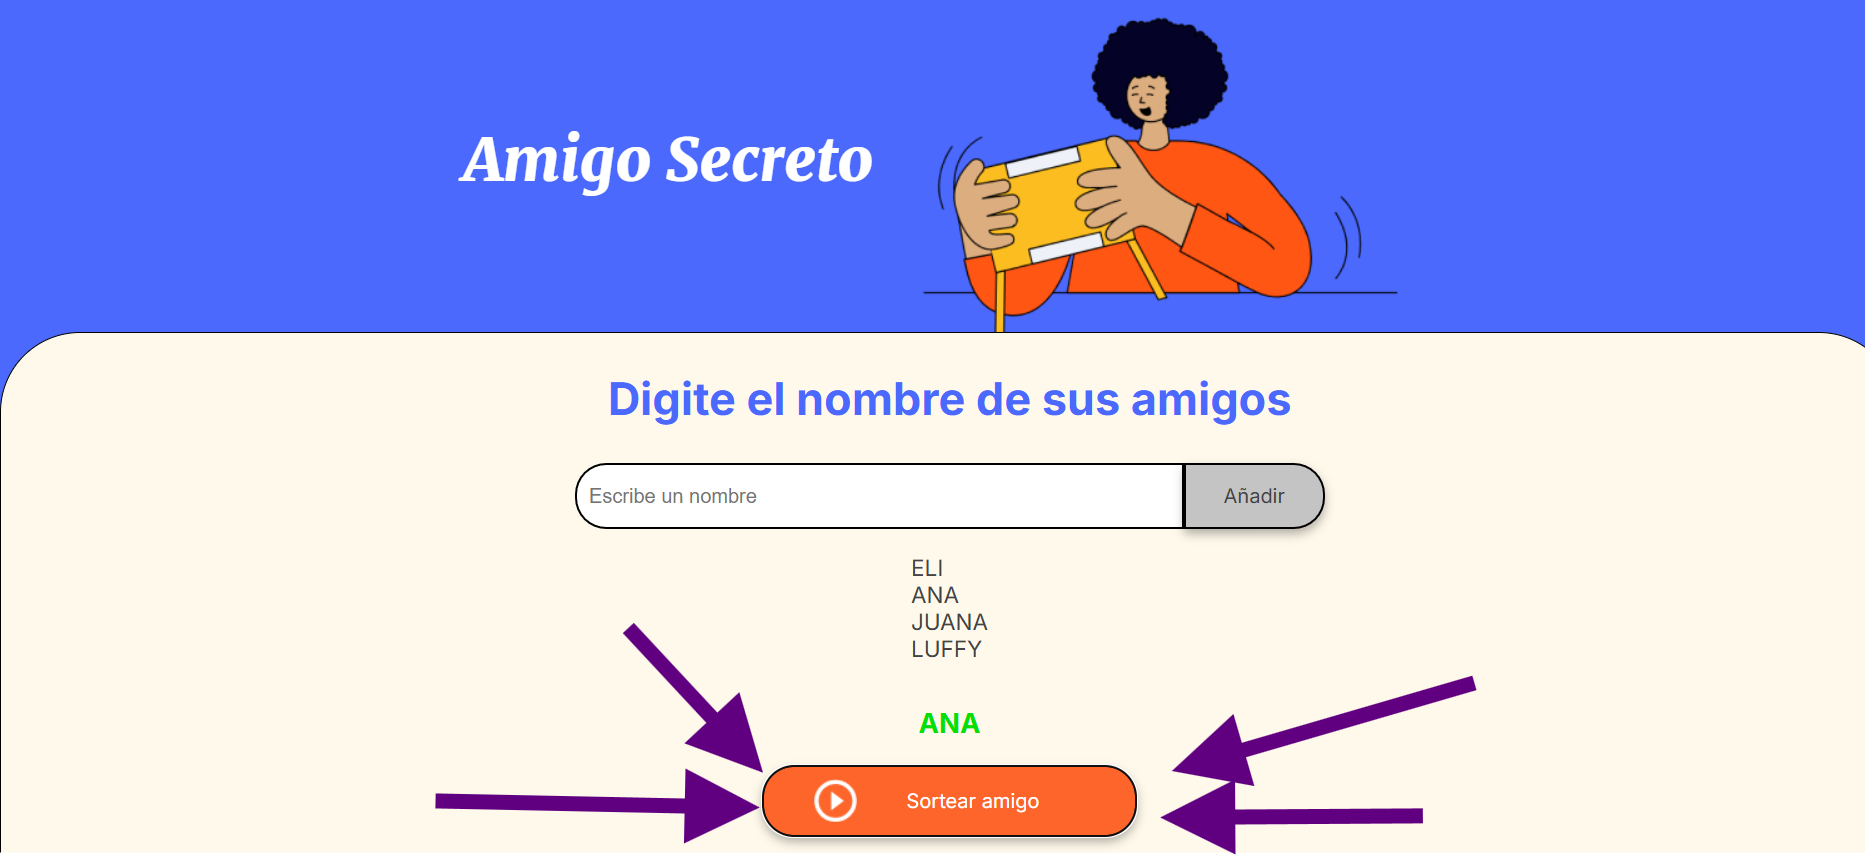 Amigo Secreto
Digite el nombre de sus amigos
Escribe un nombre
Añadir
ELI
ANA
JUANA
LUFFY
ANA
Sortear amigo